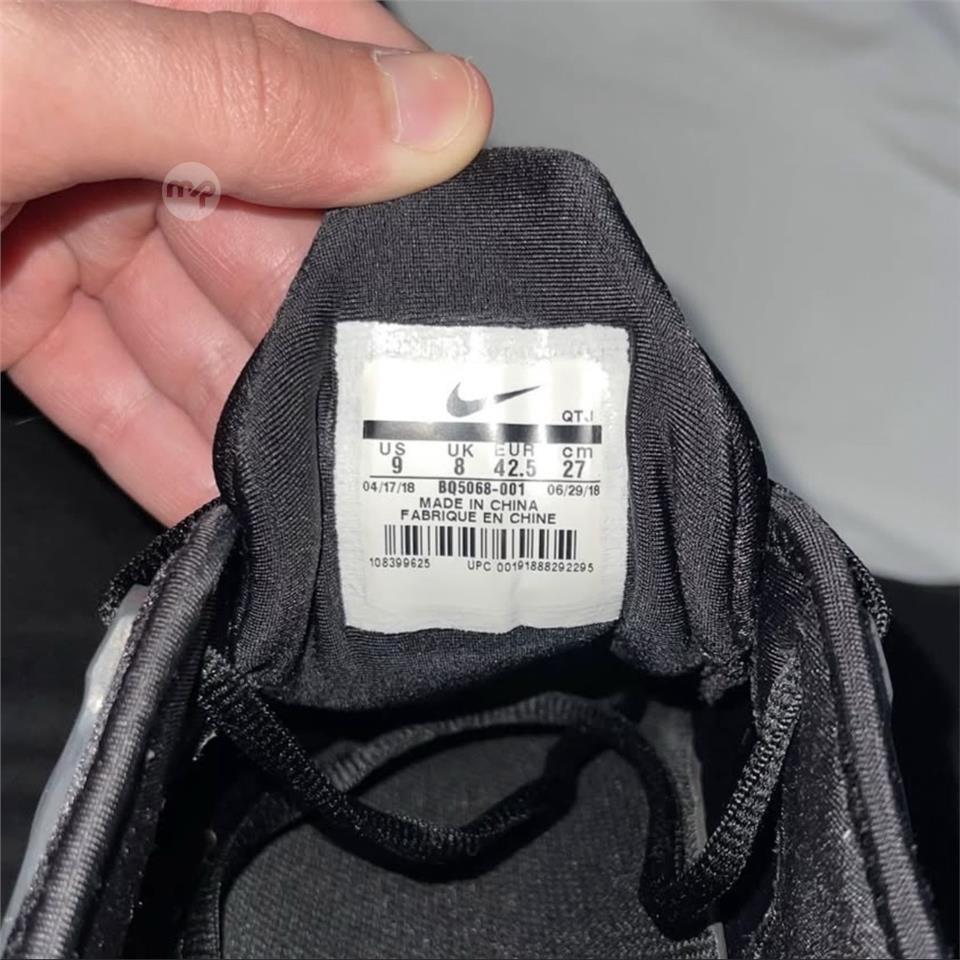 mvp
QTJ
US UK EUR cm
9 8 42.5 27
04/17/18 BQ5068-001 06/29/18
MADE IN CHINA
FABRIQUE EN CHINE
108399625 UPC 00191888292295